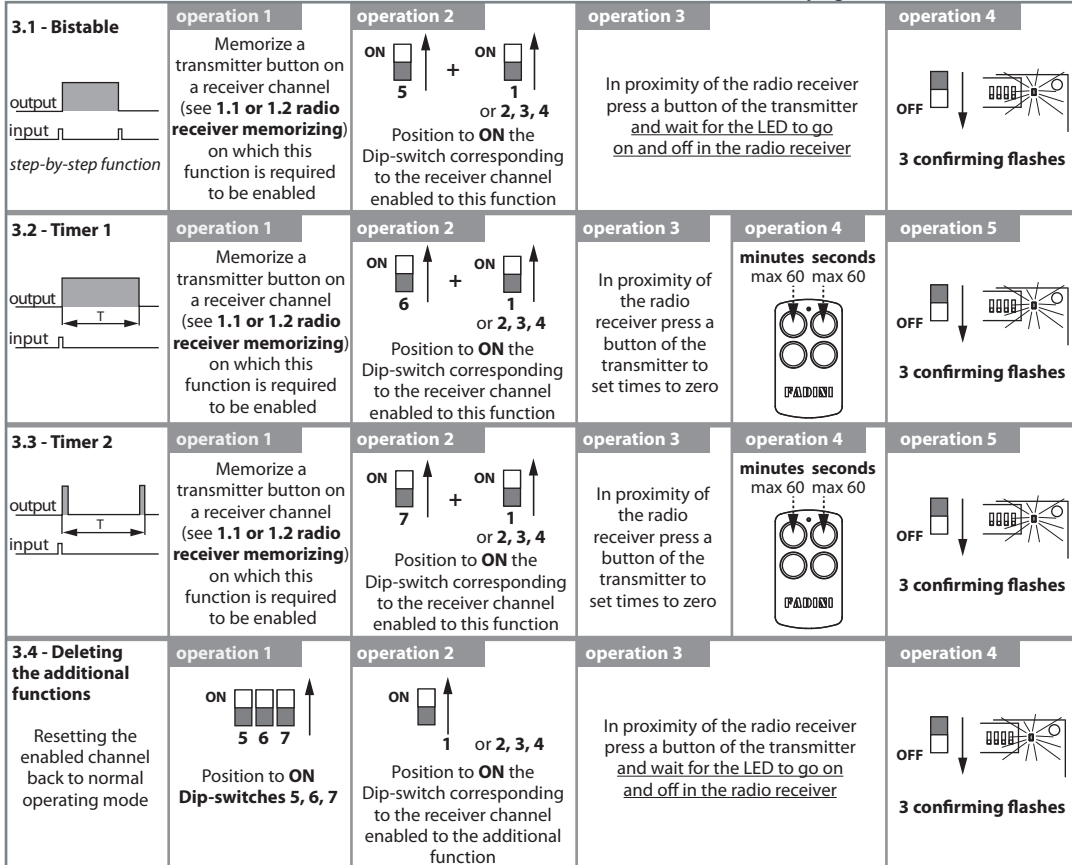 3.1 - Bistable
output
input
step-by-step function
operation 1
Memorize a
transmitter button on
a receiver channel
(see 1.1 or 1.2 radio
receiver memorizing)
on which this
function is required
to be enabled
operation 2
ON
5
+
ON
1
or 2, 3, 4
Position to ON the
Dip-switch corresponding
to the receiver channel
enabled to this function
operation 3
In proximity of the radio receiver
press a button of the transmitter
and wait for the LED to go
on and off in the radio receiver
operation 4
OFF
3 confirming flashes
3.2 - Timer 1
output
T
input
operation 1
Memorize a
transmitter button on
a receiver channel
(see 1.1 or 1.2 radio
receiver memorizing)
on which this
function is required
to be enabled
operation 2
ON
6
+
ON
1
or 2, 3, 4
Position to ON the
Dip-switch corresponding
to the receiver channel
enabled to this function
operation 3
In proximity of
the radio
receiver press a
button of the
transmitter to
set times to zero
operation 4
minutes seconds
max 60 max 60
FADINI
operation 5
OFF
3 confirming flashes
3.3 - Timer 2
output
T
input
operation 1
Memorize a
transmitter button on
a receiver channel
(see 1.1 or 1.2 radio
receiver memorizing)
on which this
function is required
to be enabled
operation 2
ON
7
+
ON
1
or 2, 3, 4
Position to ON the
Dip-switch corresponding
to the receiver channel
enabled to this function
operation 3
In proximity of
the radio
receiver press a
button of the
transmitter to
set times to zero
operation 4
minutes seconds
max 60 max 60
FADINI
operation 5
OFF
3 confirming flashes
3.4 - Deleting
the additional
functions
Resetting the
enabled channel
back to normal
operating mode
operation 1
ON
5 6 7
Position to ON
Dip-switches 5, 6, 7
operation 2
ON
1 or 2, 3, 4
Position to ON the
Dip-switch corresponding
to the receiver channel
enabled to the additional
function
operation 3
In proximity of the radio receiver
press a button of the transmitter
and wait for the LED to go on
and off in the radio receiver
operation 4
OFF
3 confirming flashes